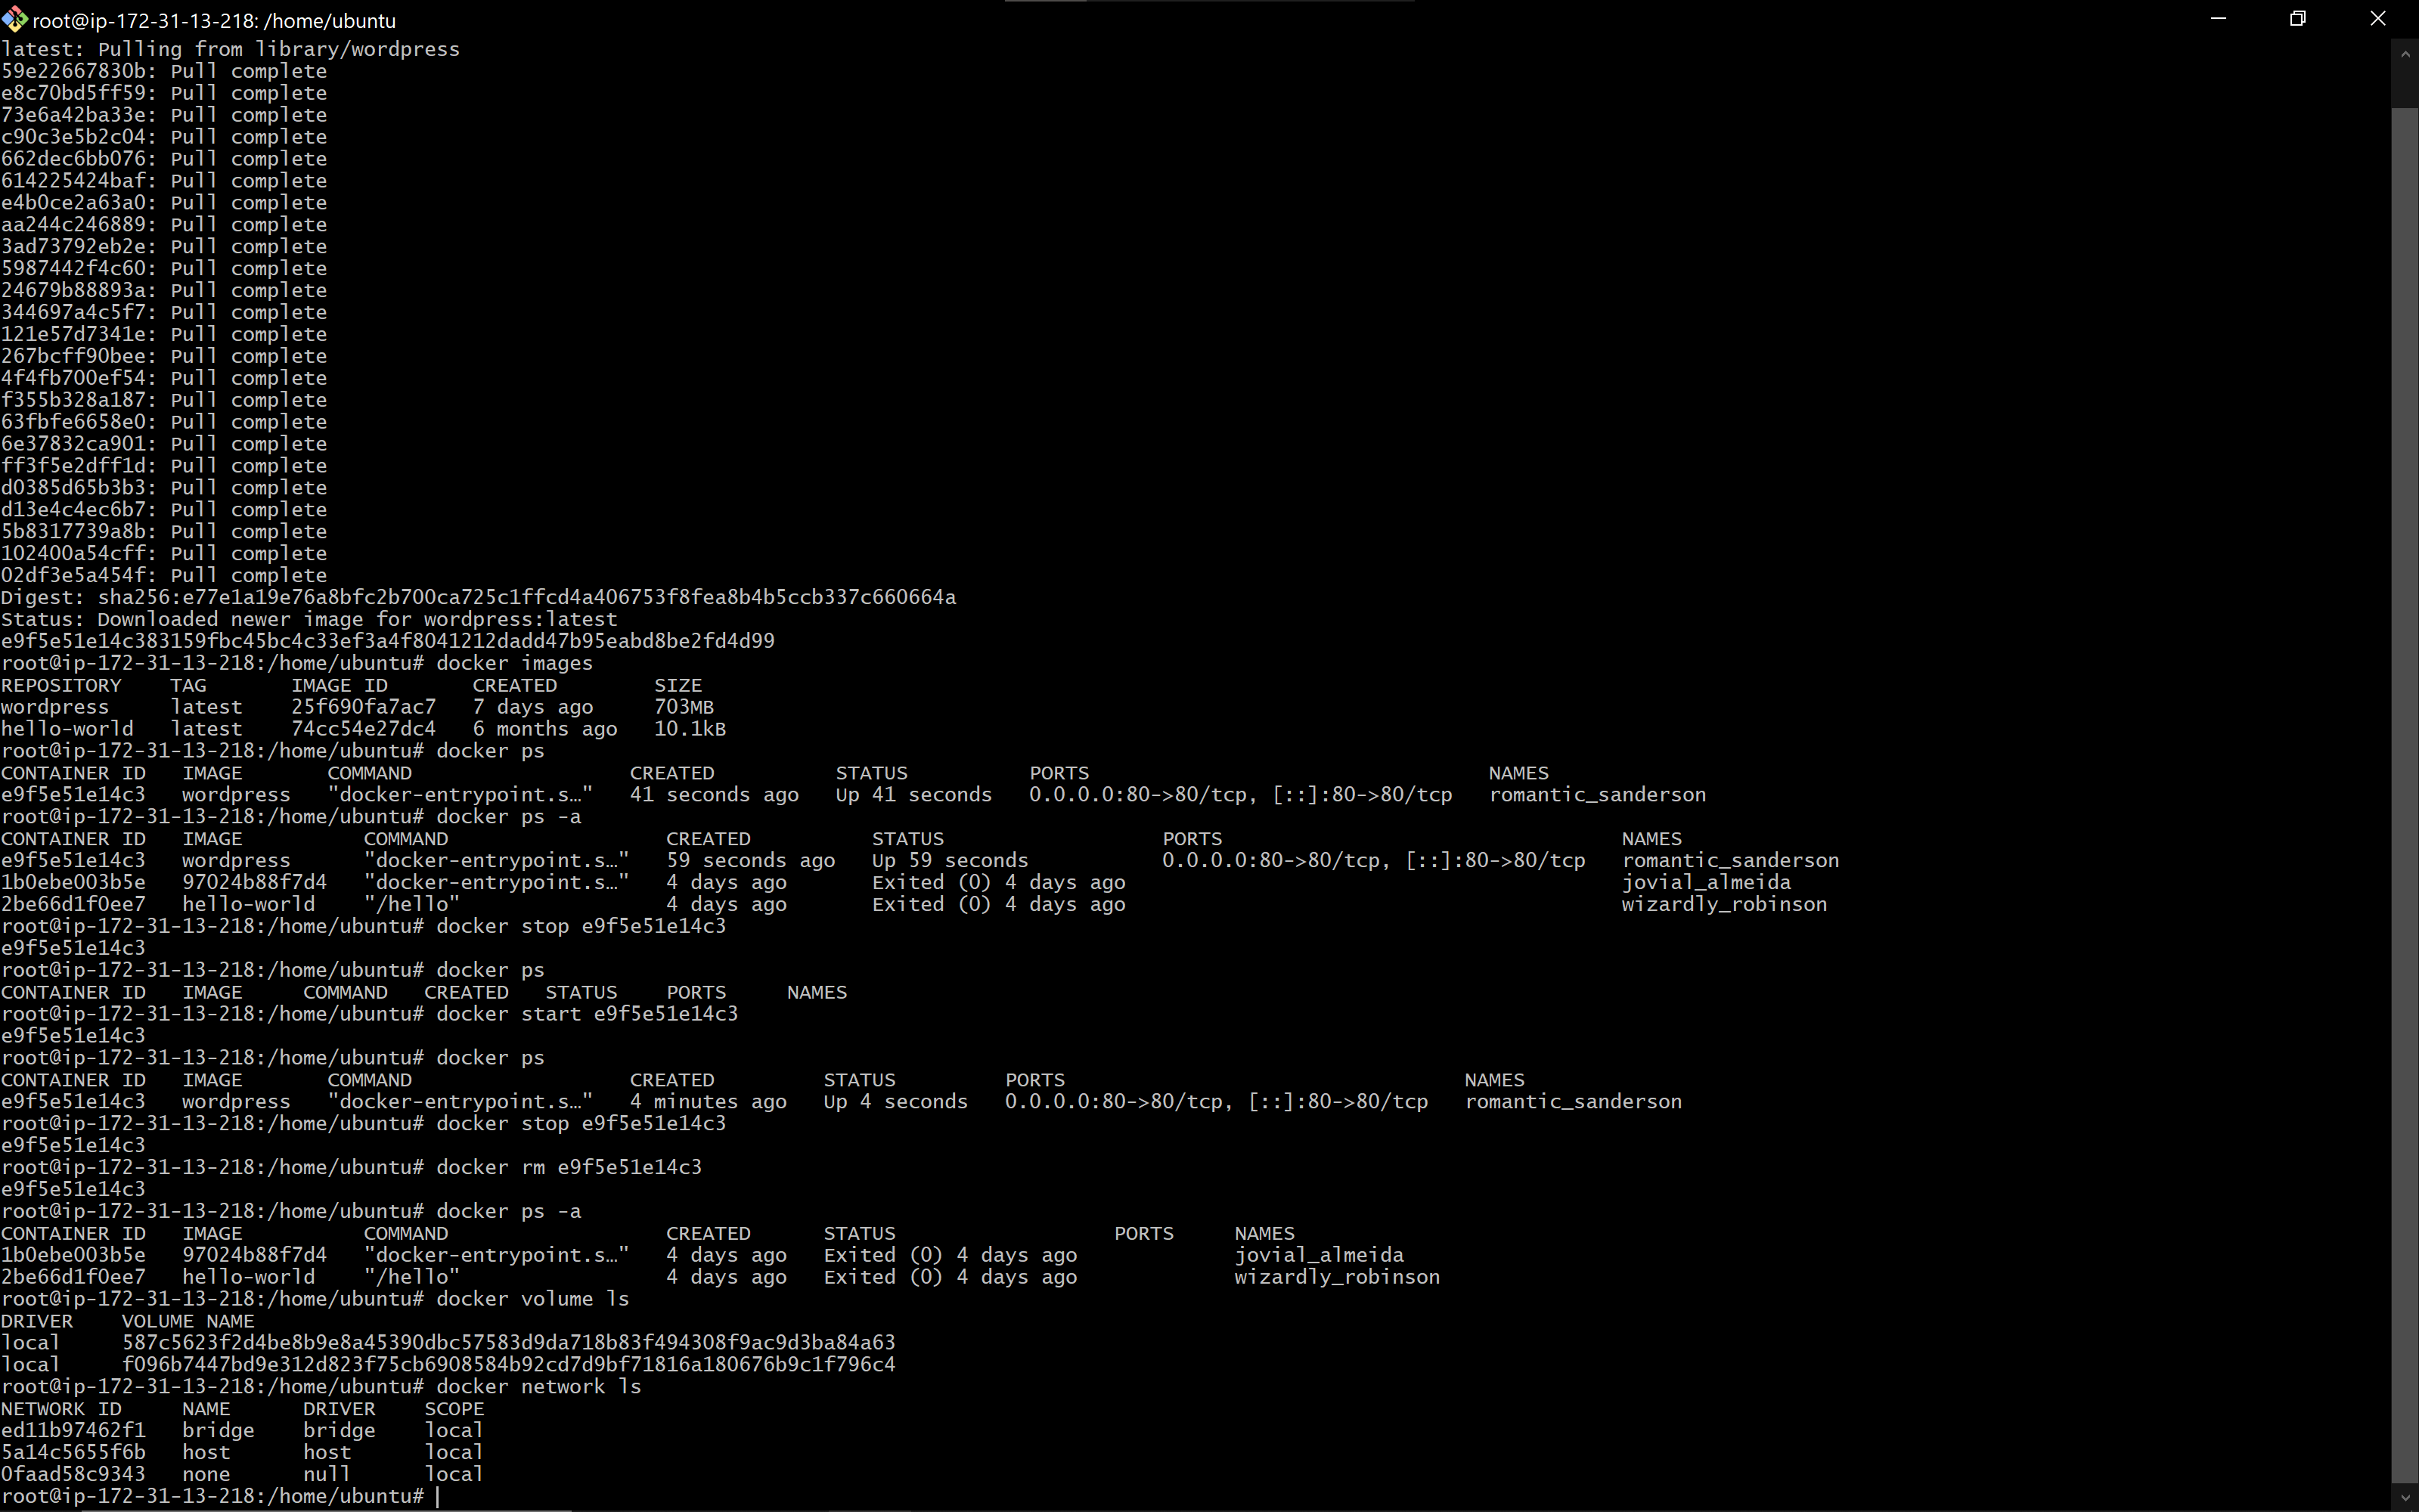 root@ip-172-31-13-218: /home/ubuntu
latest: Pulling from library/wordpress
59e22667830b: Pull complete
e8c70bd5ff59: Pull complete
73e6a42ba33e: Pull complete
c90c3e5b2c04: Pull complete
662dec6bb076: Pull complete
614225424baf: Pull complete
e4b0ce2a63a0: Pull complete
aa244c246889: Pull complete
3ad73792eb2e: Pull complete
5987442f4c60: Pull complete
24679b88893a: Pull complete
344697a4c5f7: Pull complete
121e57d7341e: Pull complete
267bcff90bee: Pull complete
4f4fb700ef54: Pull complete
f355b328a187: Pull complete
63fbfe6658e0: Pull complete
6e37832ca901: Pull complete
ff3f5e2dff1d: Pull complete
d0385d65b3b3: Pull complete
d13e4c4ec6b7: Pull complete
5b8317739a8b: Pull complete
102400a54cff: Pull complete
02df3e5a454f: Pull complete
Digest: sha256:e77e1a19e76a8bfc2b700ca725c1ffcd4a406753f8fea8b4b5ccb337c660664a
Status: Downloaded newer image for wordpress:latest
e9f5e51e14c383159fbc45bc4c33ef3a4f8041212dadd47b95eabd8be2fd4d99
root@ip-172-31-13-218:/home/ubuntu# docker images
REPOSITORY    TAG       IMAGE ID       CREATED        SIZE
wordpress     latest    25f690fa7ac7   7 days ago     703MB
hello-world   latest    74cc54e27dc4   6 months ago   10.1kB
root@ip-172-31-13-218:/home/ubuntu# docker ps
CONTAINER ID   IMAGE       COMMAND                  CREATED          STATUS          PORTS                                 NAMES
e9f5e51e14c3   wordpress   "docker-entrypoint.s…"   41 seconds ago   Up 41 seconds   0.0.0.0:80->80/tcp, [::]:80->80/tcp   romantic_sanderson
root@ip-172-31-13-218:/home/ubuntu# docker ps -a
CONTAINER ID   IMAGE          COMMAND                  CREATED          STATUS                  PORTS                                 NAMES
e9f5e51e14c3   wordpress      "docker-entrypoint.s…"   59 seconds ago   Up 59 seconds           0.0.0.0:80->80/tcp, [::]:80->80/tcp   romantic_sanderson
1b0ebe003b5e   97024b88f7d4   "docker-entrypoint.s…"   4 days ago       Exited (0) 4 days ago                                         jovial_almeida
2be66d1f0ee7   hello-world    "/hello"                 4 days ago       Exited (0) 4 days ago                                         wizardly_robinson
root@ip-172-31-13-218:/home/ubuntu# docker stop e9f5e51e14c3
e9f5e51e14c3
root@ip-172-31-13-218:/home/ubuntu# docker ps
CONTAINER ID   IMAGE     COMMAND   CREATED   STATUS    PORTS     NAMES
root@ip-172-31-13-218:/home/ubuntu# docker start e9f5e51e14c3
e9f5e51e14c3
root@ip-172-31-13-218:/home/ubuntu# docker ps
CONTAINER ID   IMAGE       COMMAND                  CREATED         STATUS         PORTS                                 NAMES
e9f5e51e14c3   wordpress   "docker-entrypoint.s…"   4 minutes ago   Up 4 seconds   0.0.0.0:80->80/tcp, [::]:80->80/tcp   romantic_sanderson
root@ip-172-31-13-218:/home/ubuntu# docker stop e9f5e51e14c3
e9f5e51e14c3
root@ip-172-31-13-218:/home/ubuntu# docker rm e9f5e51e14c3
e9f5e51e14c3
root@ip-172-31-13-218:/home/ubuntu# docker ps -a
CONTAINER ID   IMAGE          COMMAND                  CREATED      STATUS                  PORTS     NAMES
1b0ebe003b5e   97024b88f7d4   "docker-entrypoint.s…"   4 days ago   Exited (0) 4 days ago             jovial_almeida
2be66d1f0ee7   hello-world    "/hello"                 4 days ago   Exited (0) 4 days ago             wizardly_robinson
root@ip-172-31-13-218:/home/ubuntu# docker volume ls
DRIVER    VOLUME NAME
local     587c5623f2d4be8b9e8a45390dbc57583d9da718b83f494308f9ac9d3ba84a63
local     f096b7447bd9e312d823f75cb6908584b92cd7d9bf71816a180676b9c1f796c4
root@ip-172-31-13-218:/home/ubuntu# docker network ls
NETWORK ID     NAME      DRIVER    SCOPE
ed11b97462f1   bridge    bridge    local
5a14c5655f6b   host      host      local
0faad58c9343   none      null      local
root@ip-172-31-13-218:/home/ubuntu#